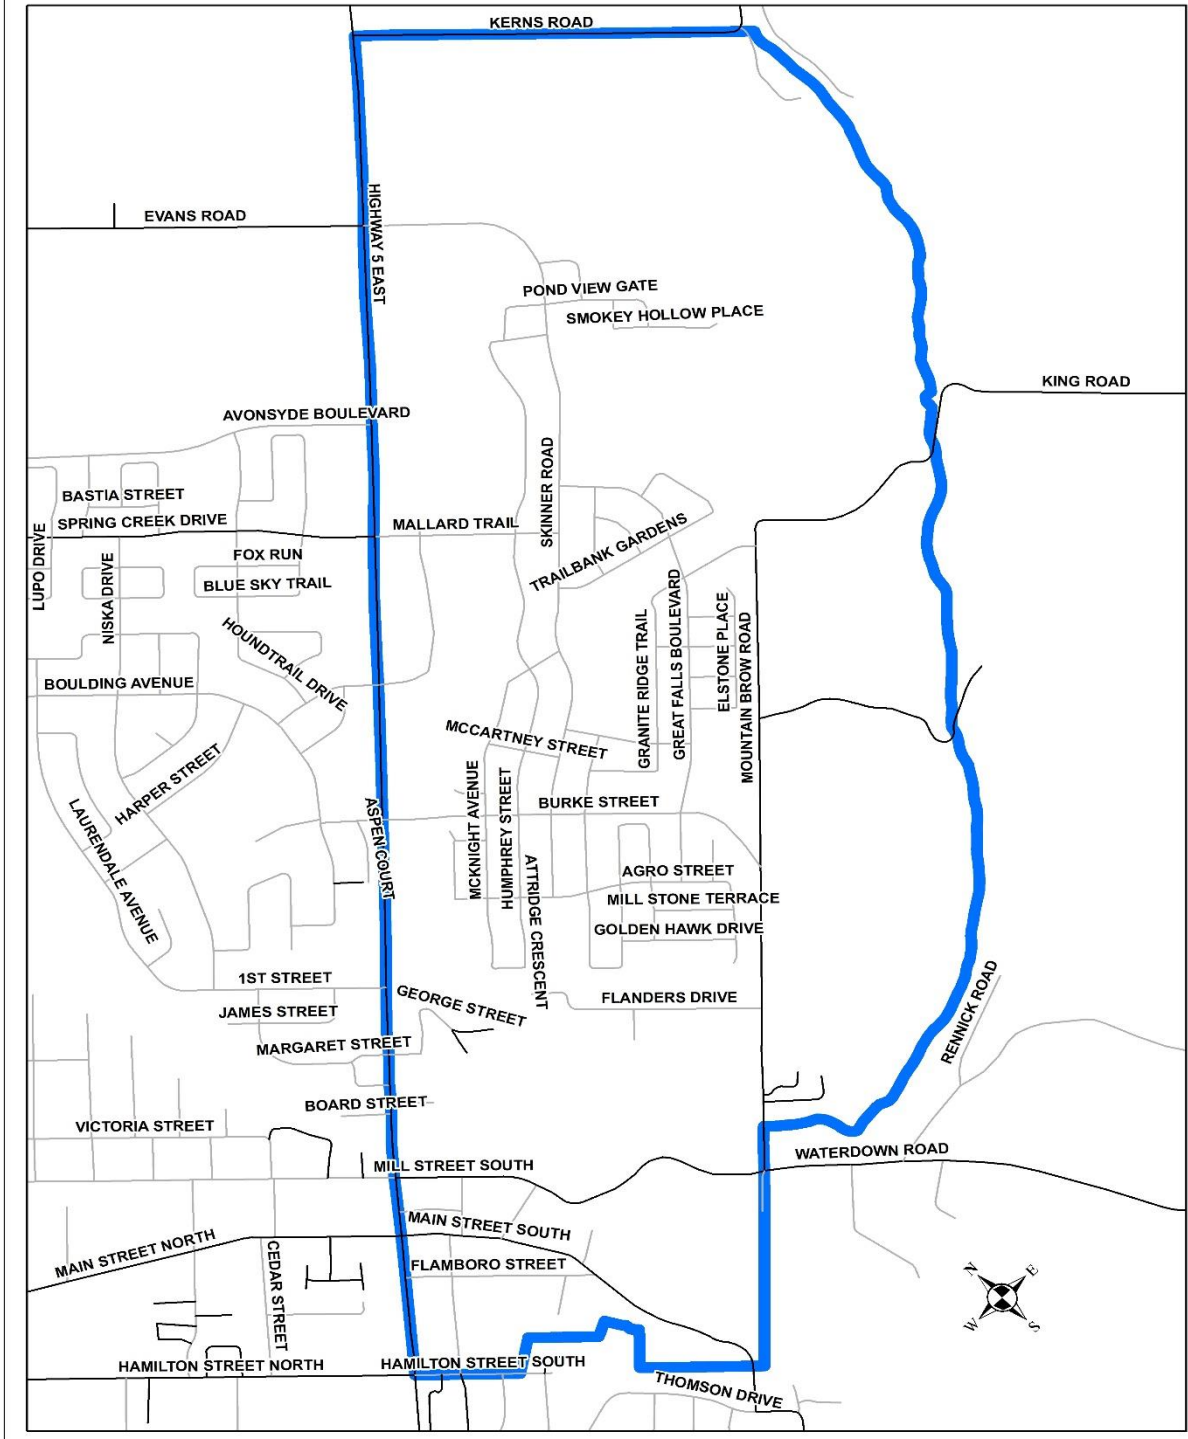 KERNS ROAD
HIGHWAY 5 EAST
EVANS ROAD
POND VIEW GATE
SMOKEY HOLLOW PLACE
KING ROAD
AVONSYDE BOULEVARD
SKINNER ROAD
BASTIA STREET
SPRING CREEK DRIVE
MALLARD TRAIL
LUPO DRIVE
NISKA DRIVE
FOX RUN
BLUE SKY TRAIL
TRAILBANK GARDENS
HOUNDTRAIL DRIVE
GRANITE RIDGE TRAIL
GREAT FALLS BOULEVARD
ELSTONE PLACE
MOUNTAIN BROW ROAD
BOULDING AVENUE
MCCARTNEY STREET
HARPER STREET
LAURENDALE AVENUE
ASPEN COURT
MCKNIGHT AVENUE
HUMPHREY STREET
BURKE STREET
ATTRIDGE CRESCENT
AGRO STREET
MILL STONE TERRACE
GOLDEN HAWK DRIVE
1ST STREET
GEORGE STREET
FLANDERS DRIVE
RENNICK ROAD
JAMES STREET
MARGARET STREET
BOARD STREET
VICTORIA STREET
WATERDOWN ROAD
MILL STREET SOUTH
MAIN STREET SOUTH
MAIN STREET NORTH
CEDAR STREET
FLAMBORO STREET
N
E
W
S
HAMILTON STREET NORTH
HAMILTON STREET SOUTH
THOMSON DRIVE